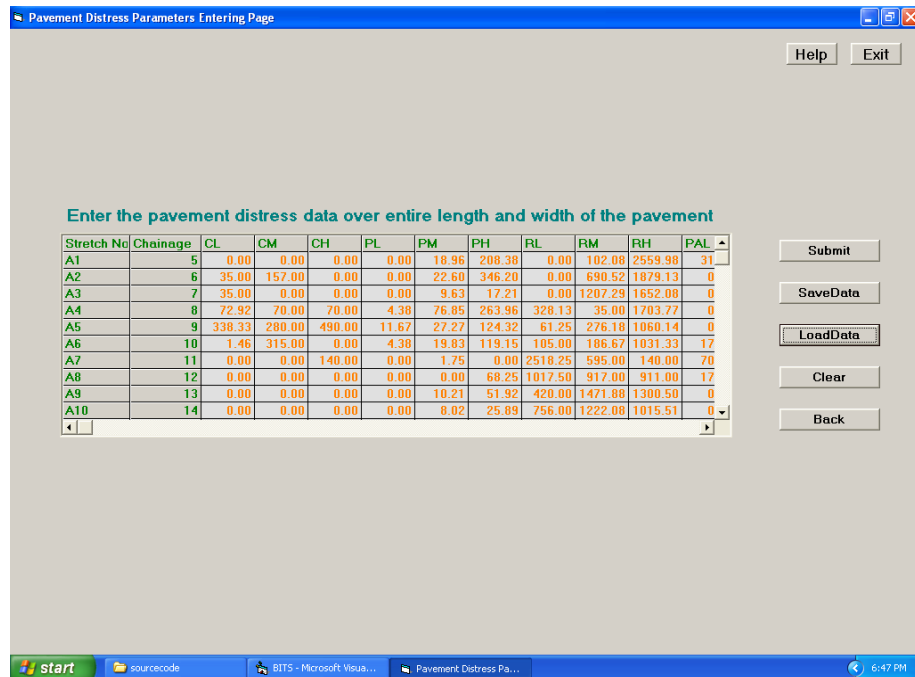 Pavement Distress Parameters Entering Page
Help Exit
Enter the pavement distress data over entire length and width of the pavement
Stretch No Chainage CL CM CH PL PM PH RL RM RH PAL
A1 5 0.00 0.00 0.00 0.00 18.96 208.38 0.00 102.08 2559.98 31
A2 6 35.00 157.00 0.00 0.00 22.60 346.20 0.00 690.52 1879.13 0
A3 7 35.00 0.00 0.00 0.00 9.63 17.21 0.00 1207.29 1652.08 0
A4 8 72.92 70.00 70.00 4.38 76.85 263.96 328.13 35.00 1703.77 0
A5 9 338.33 280.00 490.00 11.67 27.27 124.32 61.25 276.18 1060.14 0
A6 10 1.46 315.00 0.00 4.38 19.83 119.15 105.00 186.67 1031.33 17
A7 11 0.00 0.00 140.00 0.00 1.75 0.00 2518.25 595.00 140.00 70
A8 12 0.00 0.00 0.00 0.00 0.00 68.25 1017.50 917.00 911.00 17
A9 13 0.00 0.00 0.00 0.00 10.21 51.92 420.00 1471.88 1300.50 0
A10 14 0.00 0.00 0.00 0.00 8.02 25.89 756.00 1222.08 1015.51 0
Submit
SaveData
LoadData
Clear
Back
start sourcecode BITS - Microsoft Visua... Pavement Distress Pa... 6:47 PM